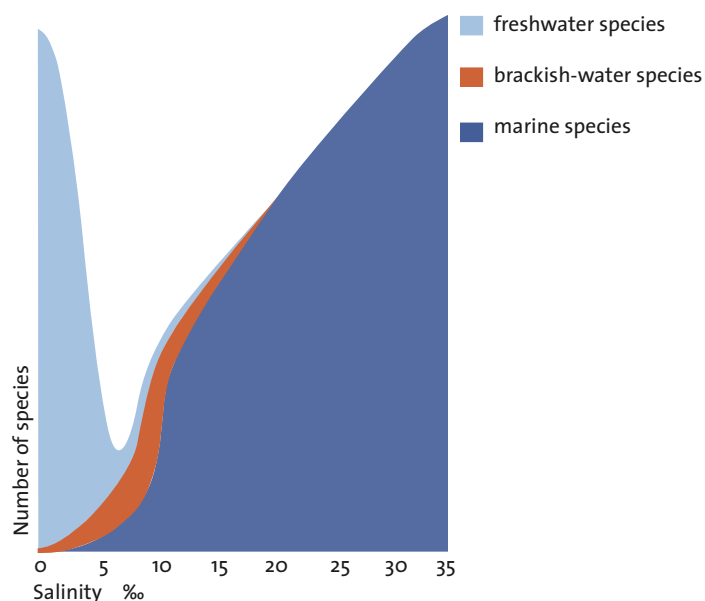 freshwater species
brackish-water species
marine species
Number of species
0 5 10 15 20 25 30 35
Salinity ‰